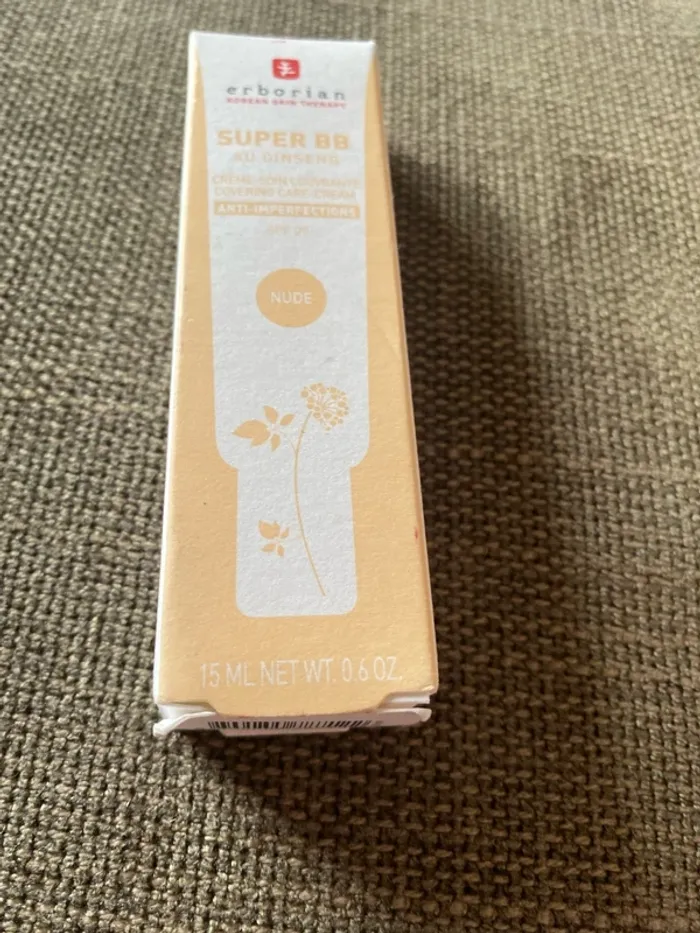 erborian
KOREAN SKIN THERAPY
SUPER BB
AU GINSENG
CRÈME-SOIN COUVRANTE
COVERING CARE-CREAM
ANTI-IMPERFECTIONS
NUDE
15 ML NET WT. 0.6 OZ.